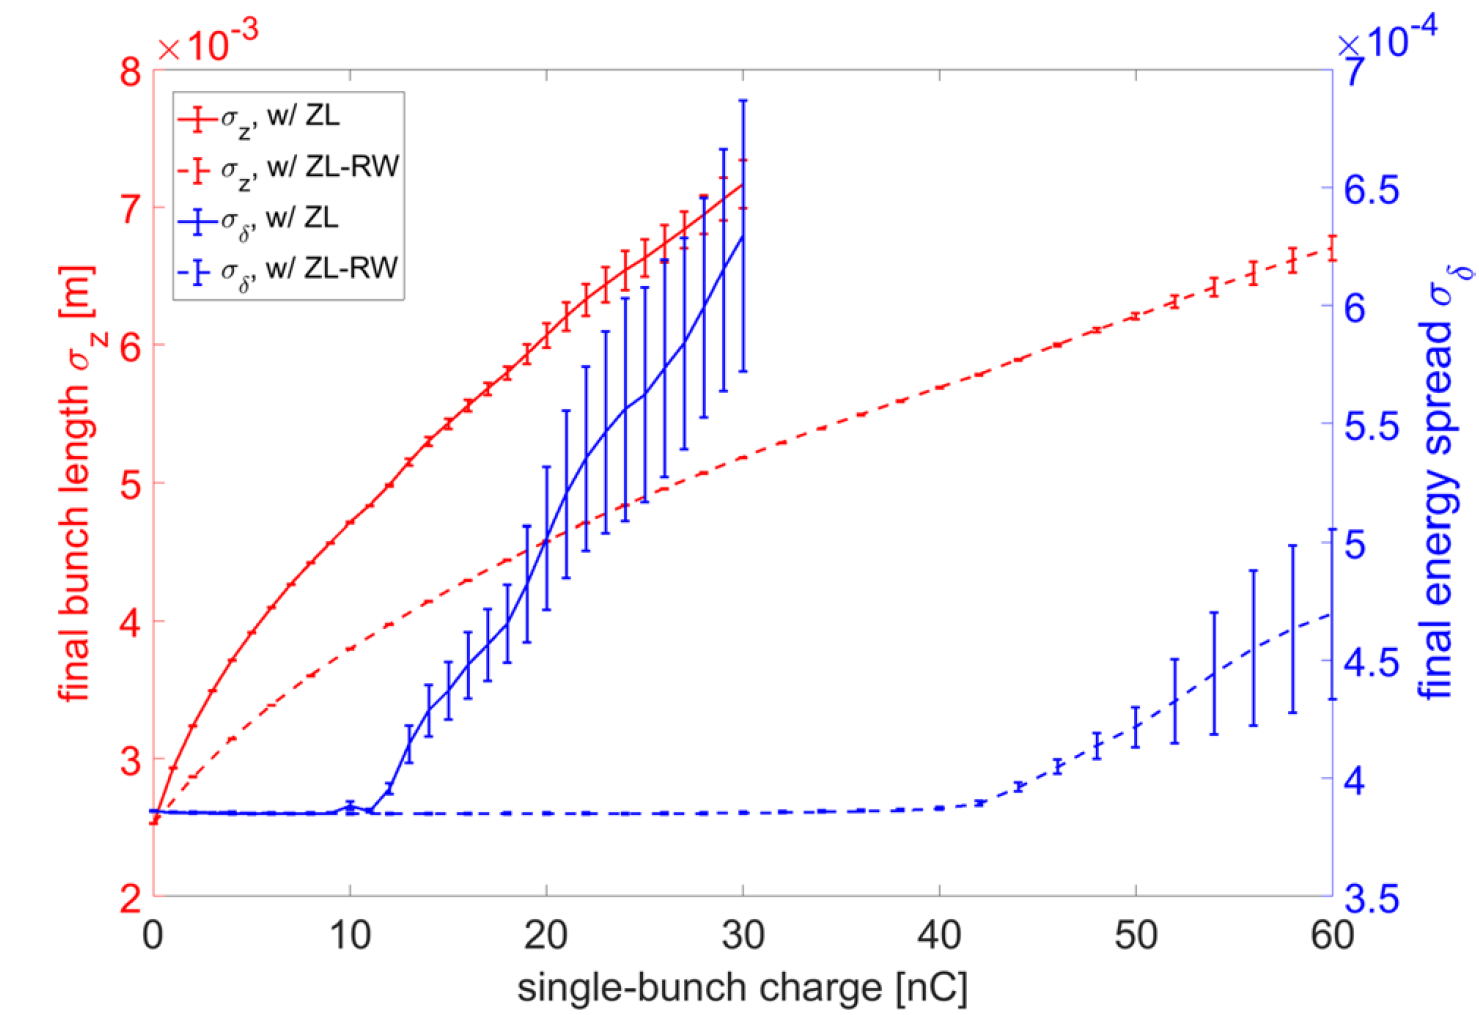 ×10-3
×10-4
8
7
6
5
4
3
2
final bunch length σz [m]
σz, w/ ZL
σz, w/ ZL-RW
σδ, w/ ZL
σδ, w/ ZL-RW
7
6.5
6
5.5
5
4.5
4
3.5
final energy spread σδ
0 10 20 30 40 50 60
single-bunch charge [nC]